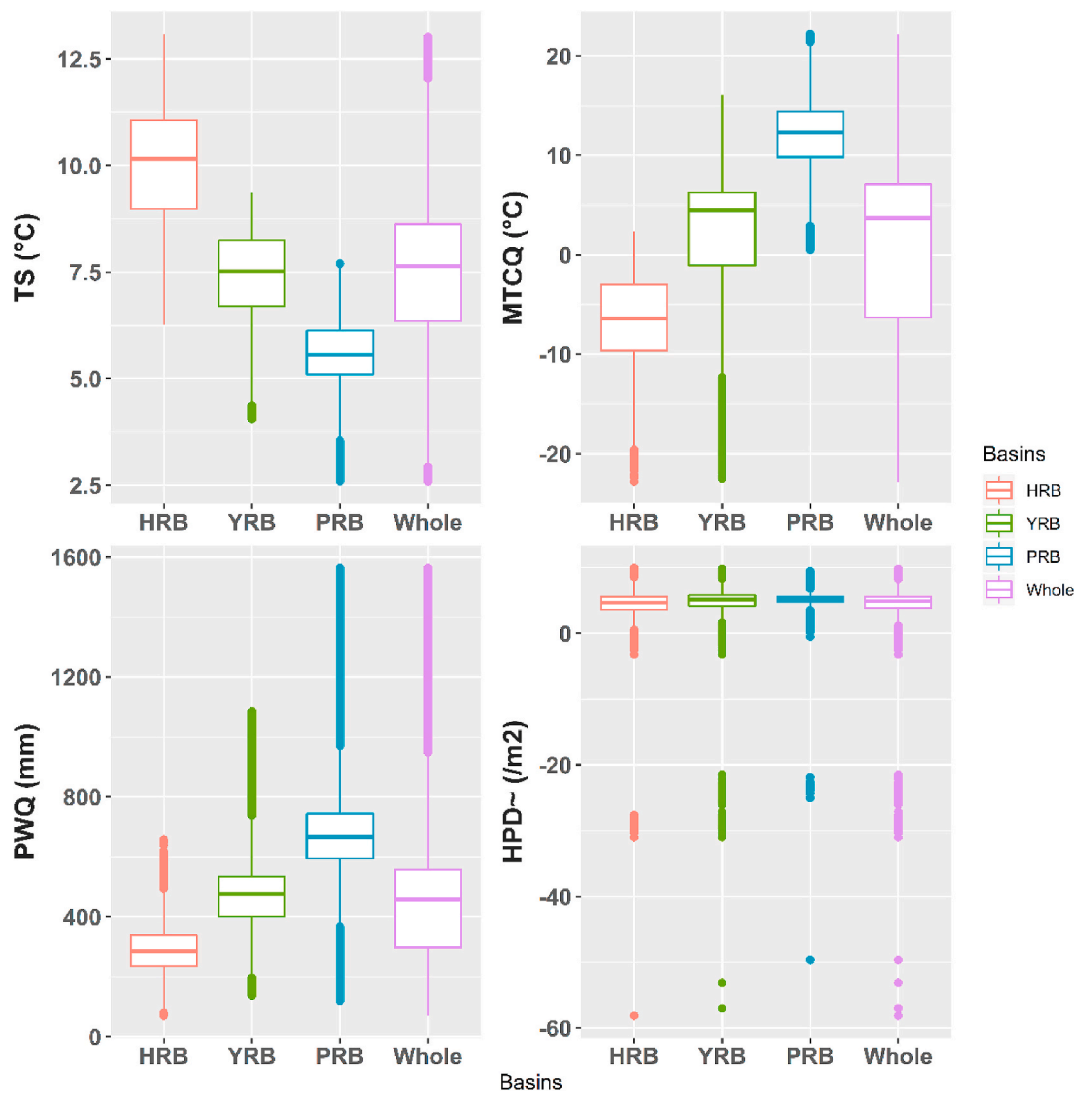 TS (°C)
12.5
10.0
7.5
5.0
2.5
HRB YRB PRB Whole
MTCQ (°C)
20
10
0
-10
-20
HRB YRB PRB Whole
PWQ (mm)
1600
1200
800
400
0
HRB YRB PRB Whole
HPD~ (/m2)
0
-20
-40
-60
HRB YRB PRB Whole
Basins
Basins
HRB
YRB
PRB
Whole